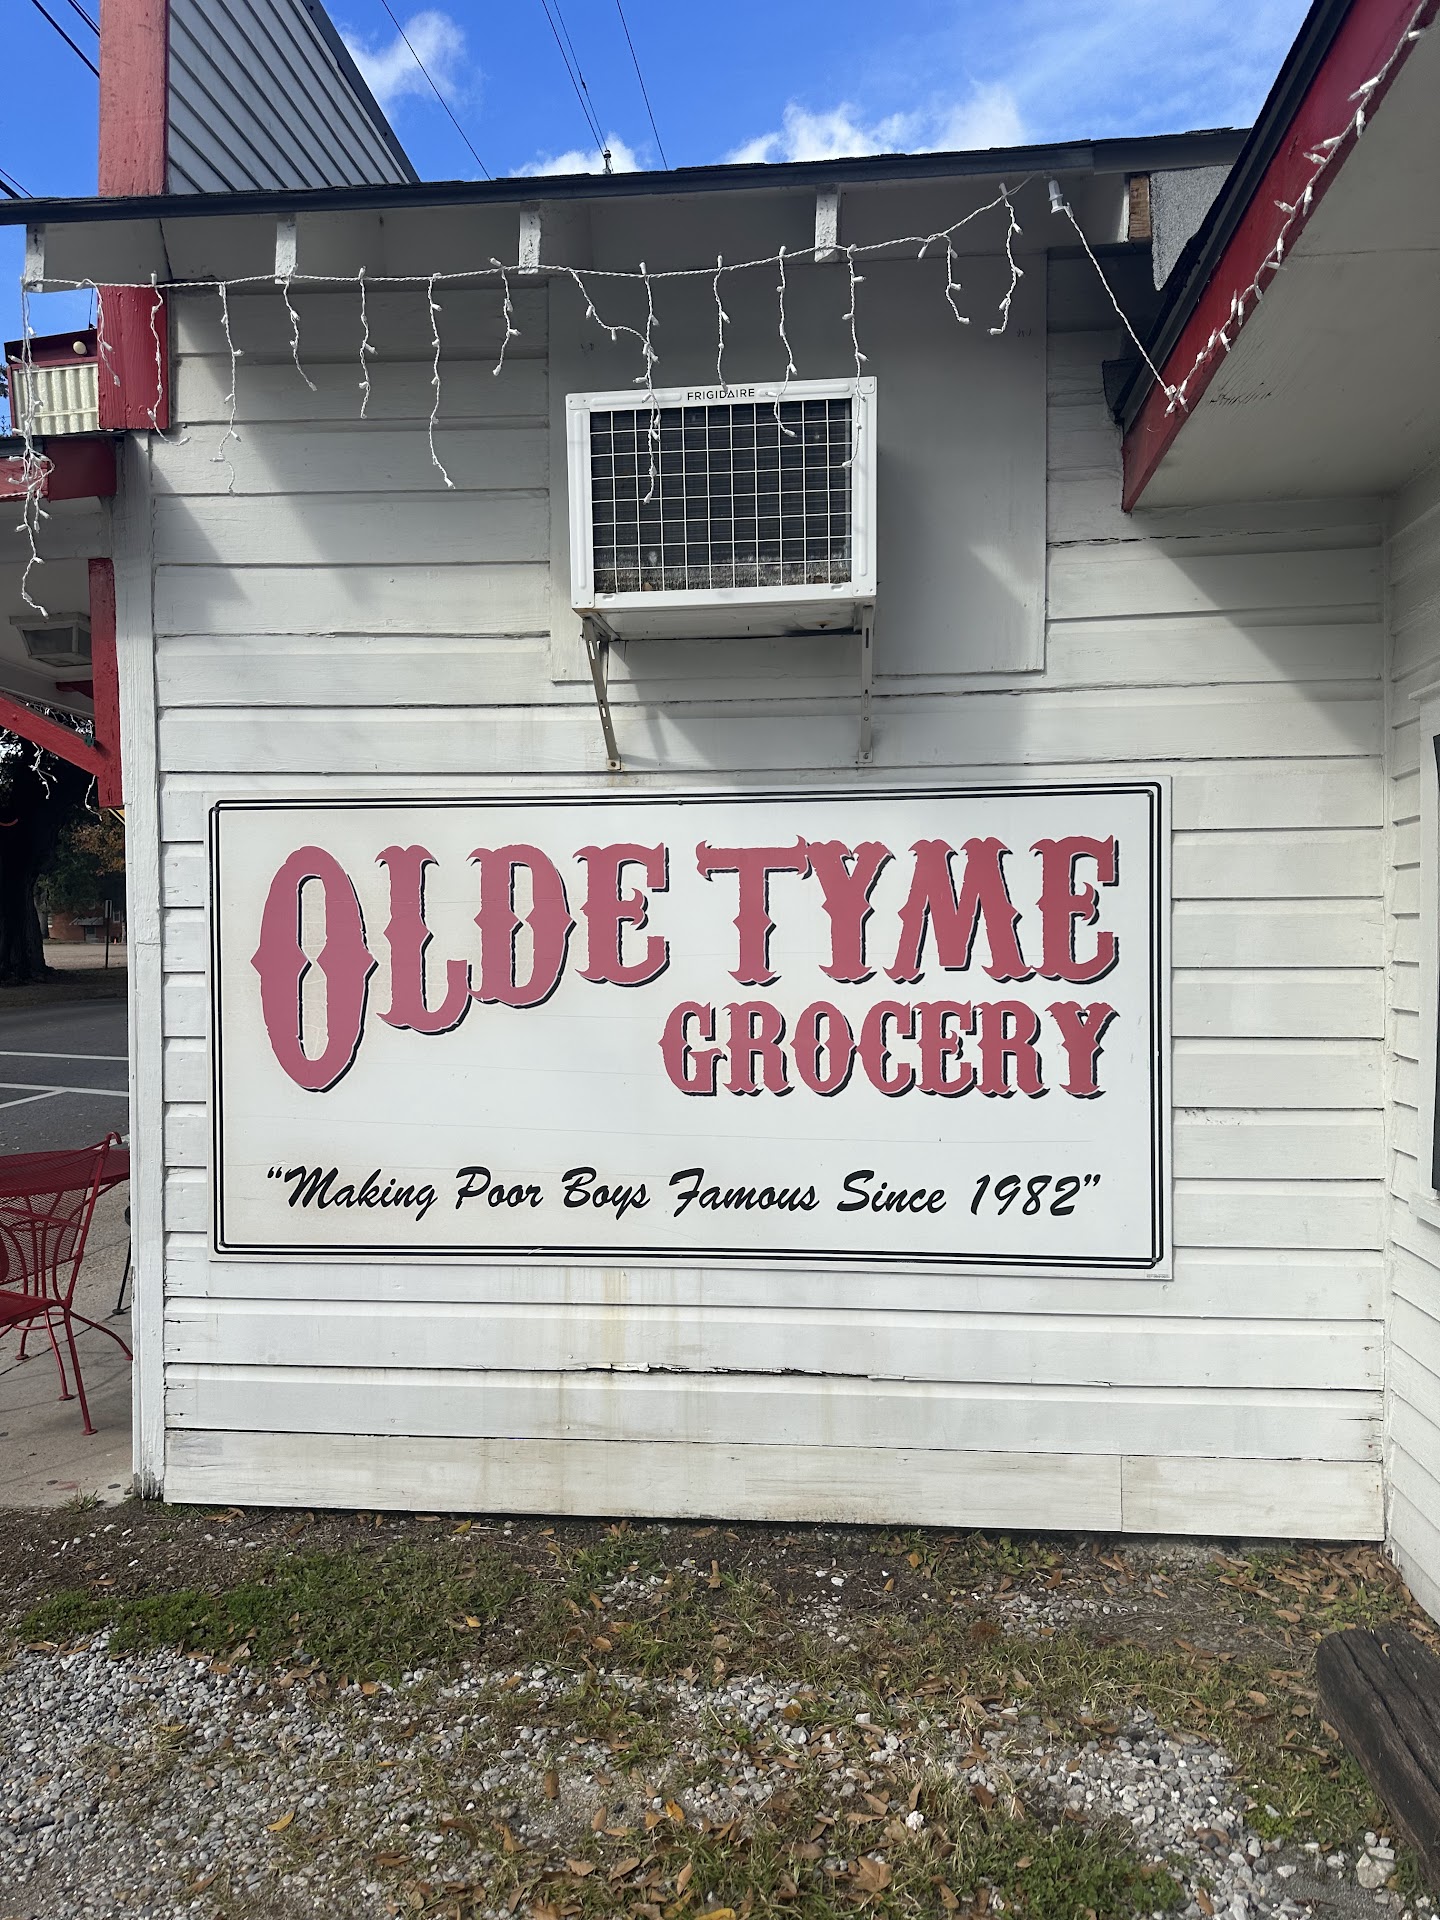 FRIGIDAIRE
OLDE TYME
GROCERY
“Making Poor Boys Famous Since 1982”